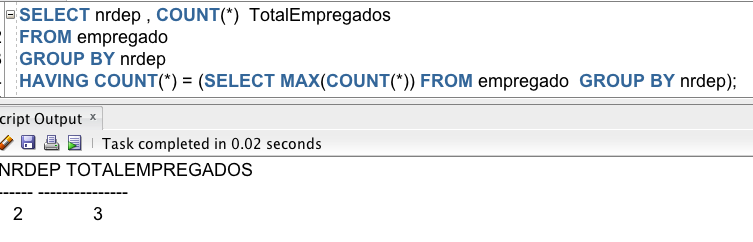 SELECT nrdep , COUNT(*) TotalEmpregados
FROM empregado
GROUP BY nrdep
HAVING COUNT(*) = (SELECT MAX(COUNT(*)) FROM empregado GROUP BY nrdep);
cript Output x
Task completed in 0.02 seconds
NRDEP TOTALEMPREGADOS
------ ---------------
2 3